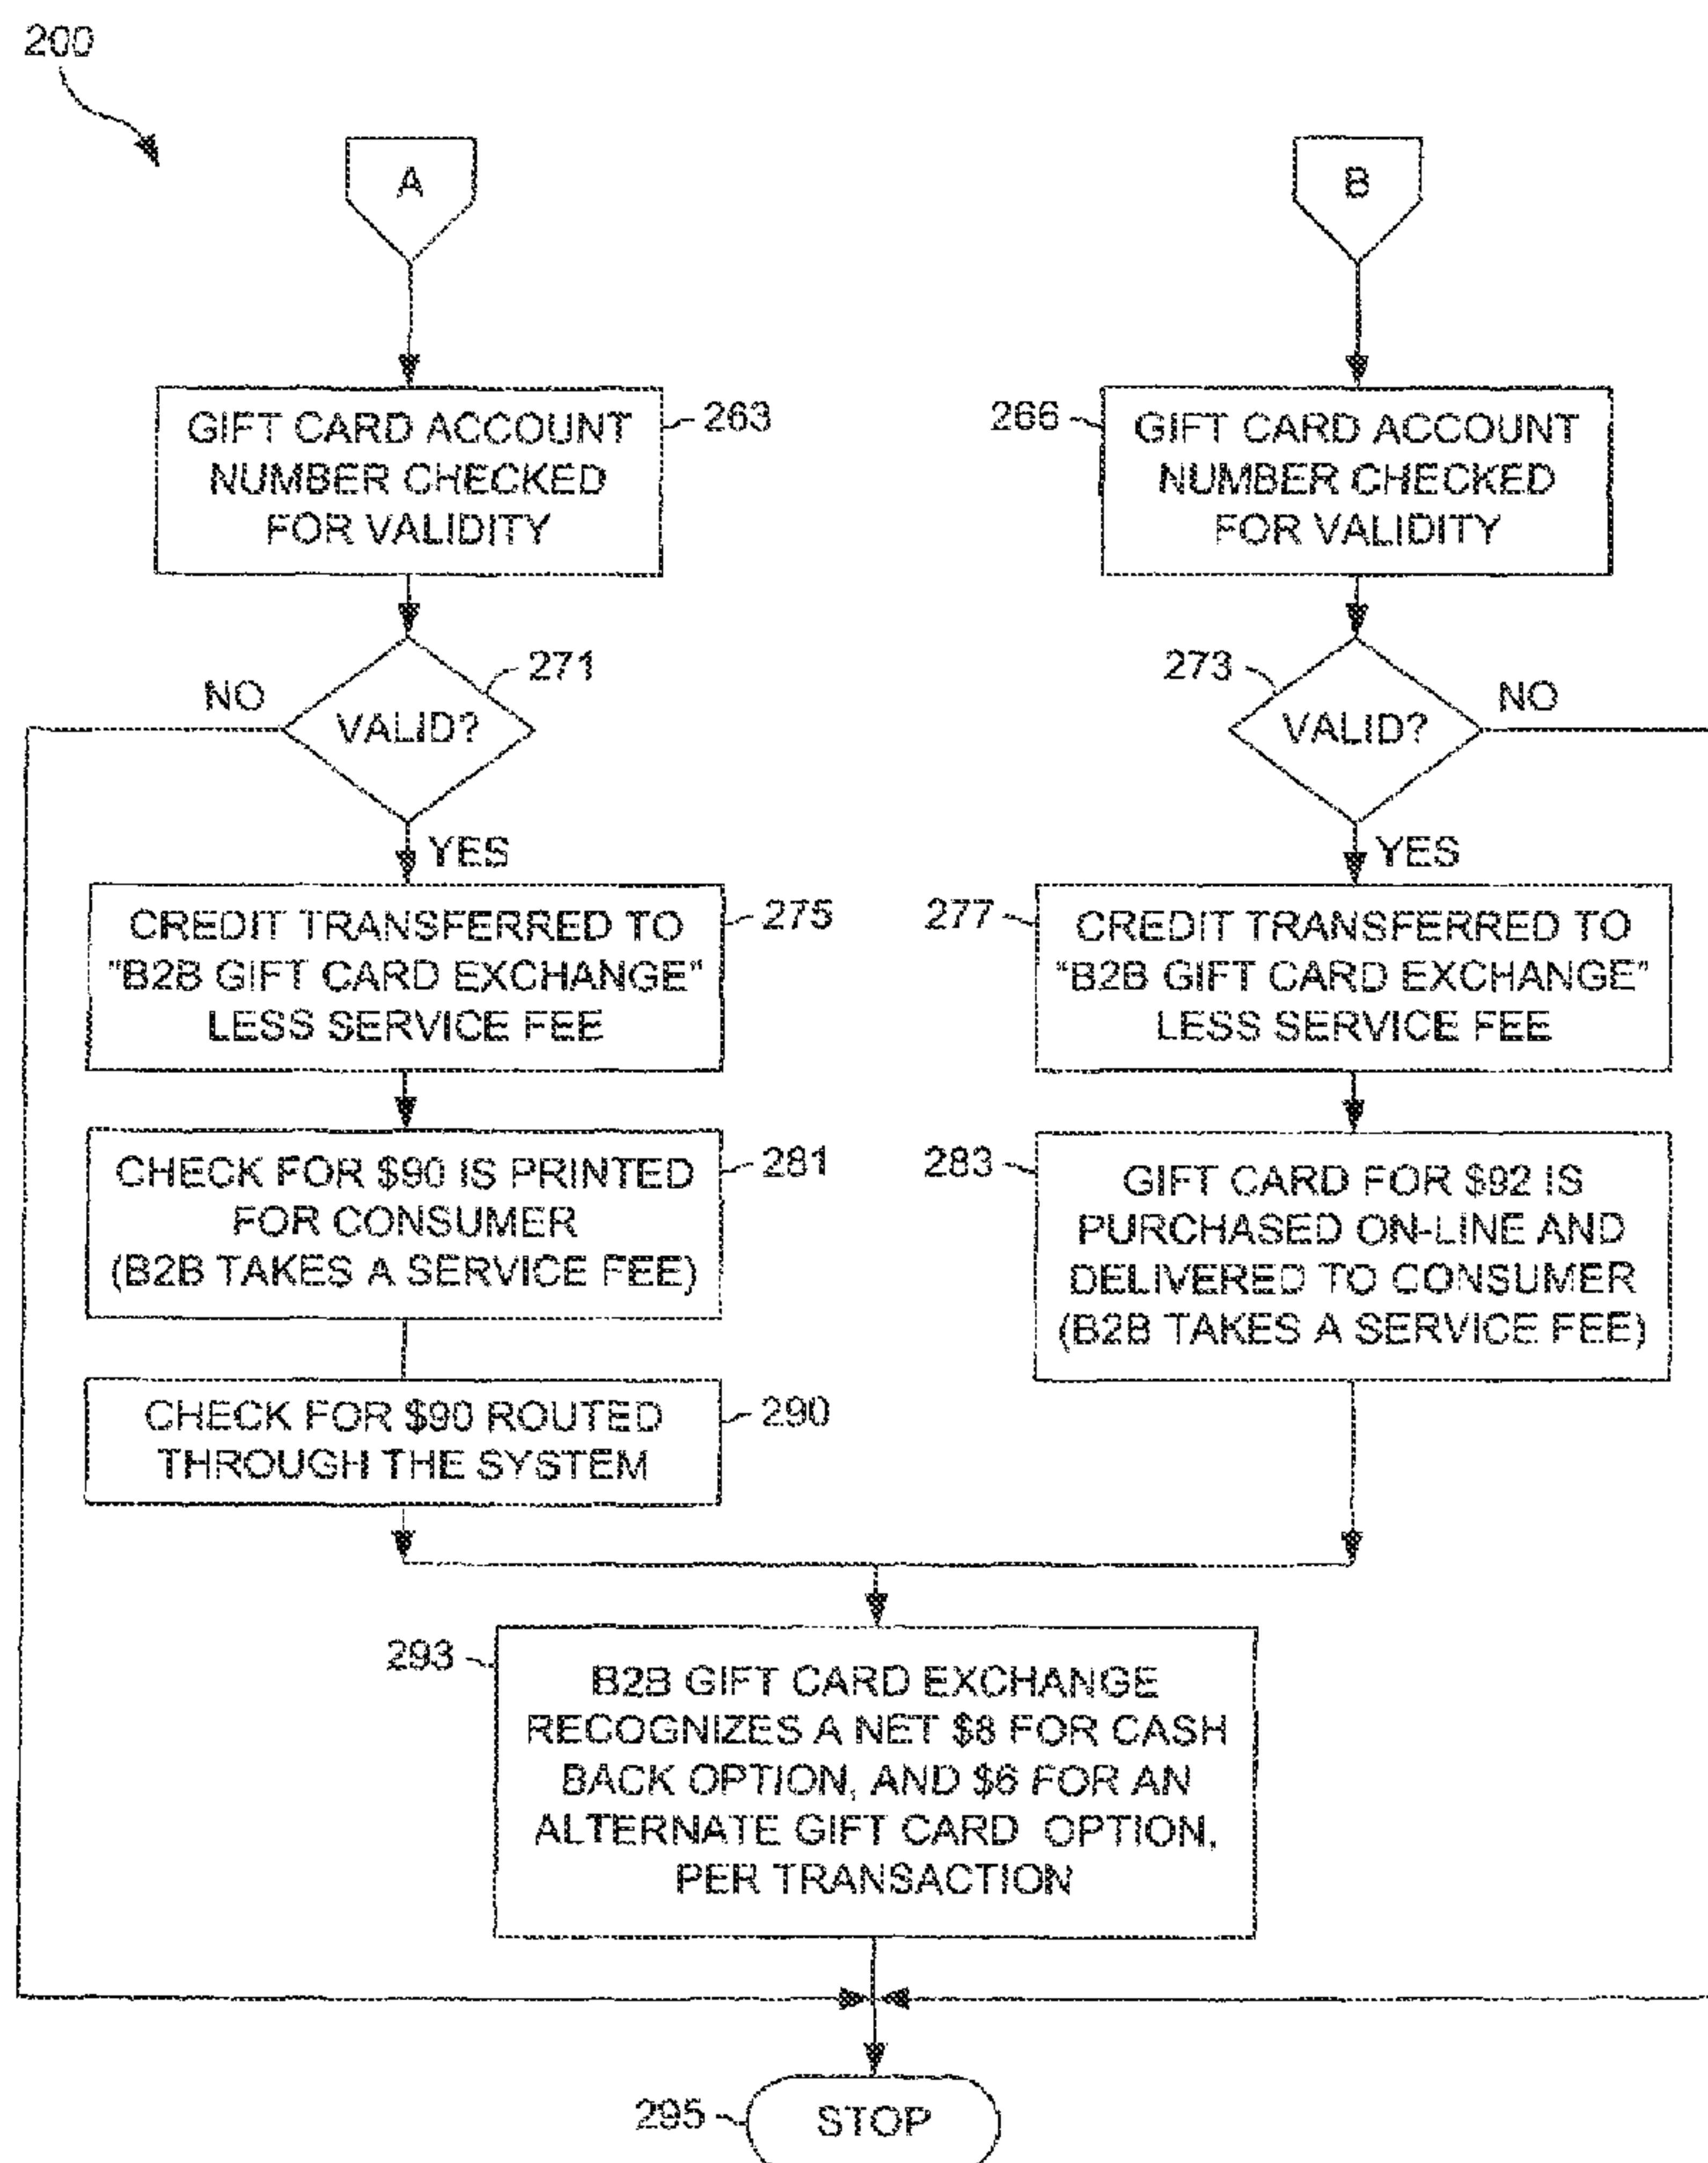 200
A
B
GIFT CARD ACCOUNT
NUMBER CHECKED
FOR VALIDITY
263
266
GIFT CARD ACCOUNT
NUMBER CHECKED
FOR VALIDITY
NO
271
VALID?
YES
273
NO
VALID?
YES
CREDIT TRANSFERRED TO
"B2B GIFT CARD EXCHANGE"
LESS SERVICE FEE
275
277
CREDIT TRANSFERRED TO
"B2B GIFT CARD EXCHANGE"
LESS SERVICE FEE
CHECK FOR $90 IS PRINTED
FOR CONSUMER
(B2B TAKES A SERVICE FEE)
281
283
GIFT CARD FOR $92 IS
PURCHASED ON-LINE AND
DELIVERED TO CONSUMER
(B2B TAKES A SERVICE FEE)
CHECK FOR $90 ROUTED
THROUGH THE SYSTEM
290
293
B2B GIFT CARD EXCHANGE
RECOGNIZES A NET $8 FOR CASH
BACK OPTION, AND $6 FOR AN
ALTERNATE GIFT CARD OPTION,
PER TRANSACTION
295
STOP